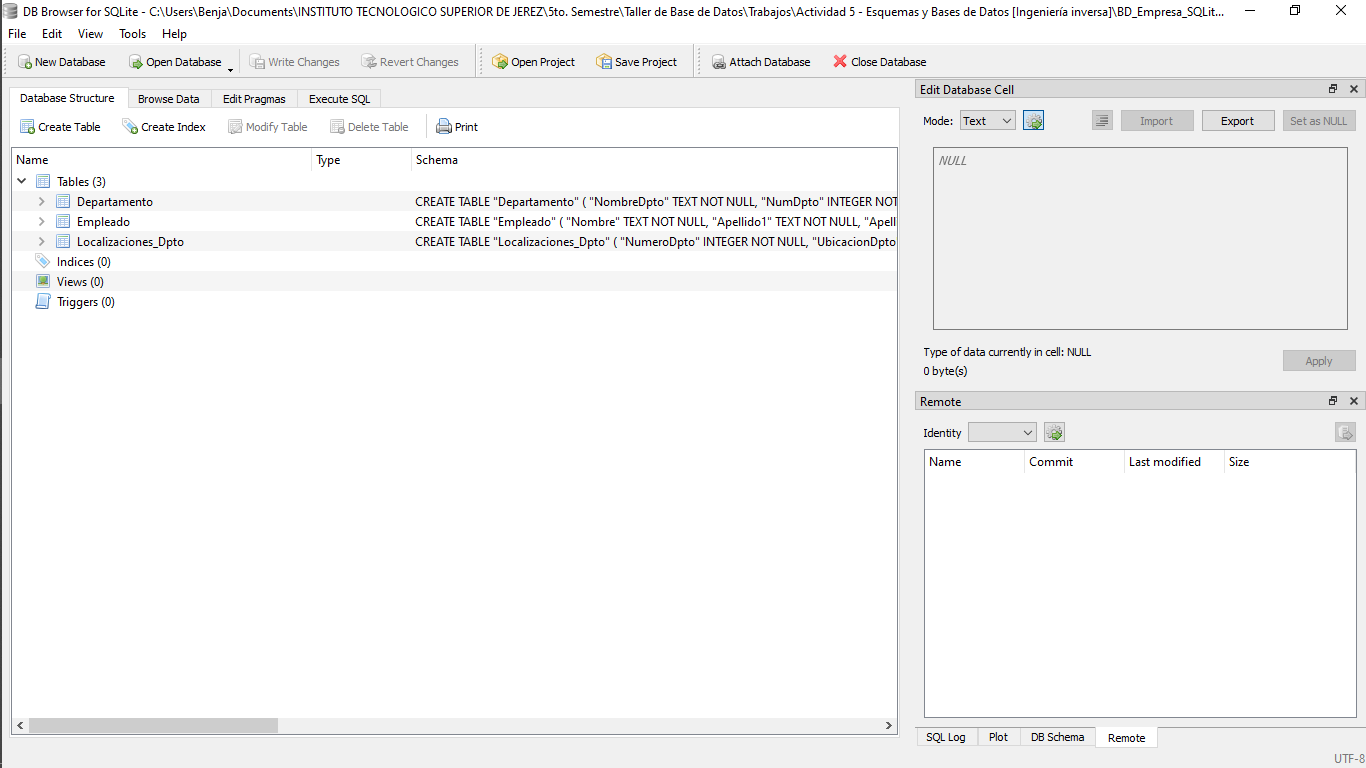 DB Browser for SQLite - C:\Users\Benja\Documents\INSTITUTO TECNOLOGICO SUPERIOR DE JEREZ\5to. Semestre\Taller de Base de Datos\Trabajos\Actividad 5 - Esquemas y Bases de Datos [Ingeniería inversa]\BD_Empresa_SQLit...
File Edit View Tools Help
New Database Open Database Write Changes Revert Changes Open Project Save Project Attach Database Close Database
Database Structure Browse Data Edit Pragmas Execute SQL
Create Table Create Index Modify Table Delete Table Print
Name Type Schema
Tables (3)
Departamento CREATE TABLE "Departamento" ( "NombreDpto" TEXT NOT NULL, "NumDpto" INTEGER NOT
Empleado CREATE TABLE "Empleado" ( "Nombre" TEXT NOT NULL, "Apellido1" TEXT NOT NULL, "Apell
Localizaciones_Dpto CREATE TABLE "Localizaciones_Dpto" ( "NumeroDpto" INTEGER NOT NULL, "UbicacionDpto
Indices (0)
Views (0)
Triggers (0)
Edit Database Cell
Mode: Text Import Export Set as NULL
NULL
Type of data currently in cell: NULL
0 byte(s)
Apply
Remote
Identity
Name Commit Last modified Size
SQL Log Plot DB Schema Remote
UTF-8